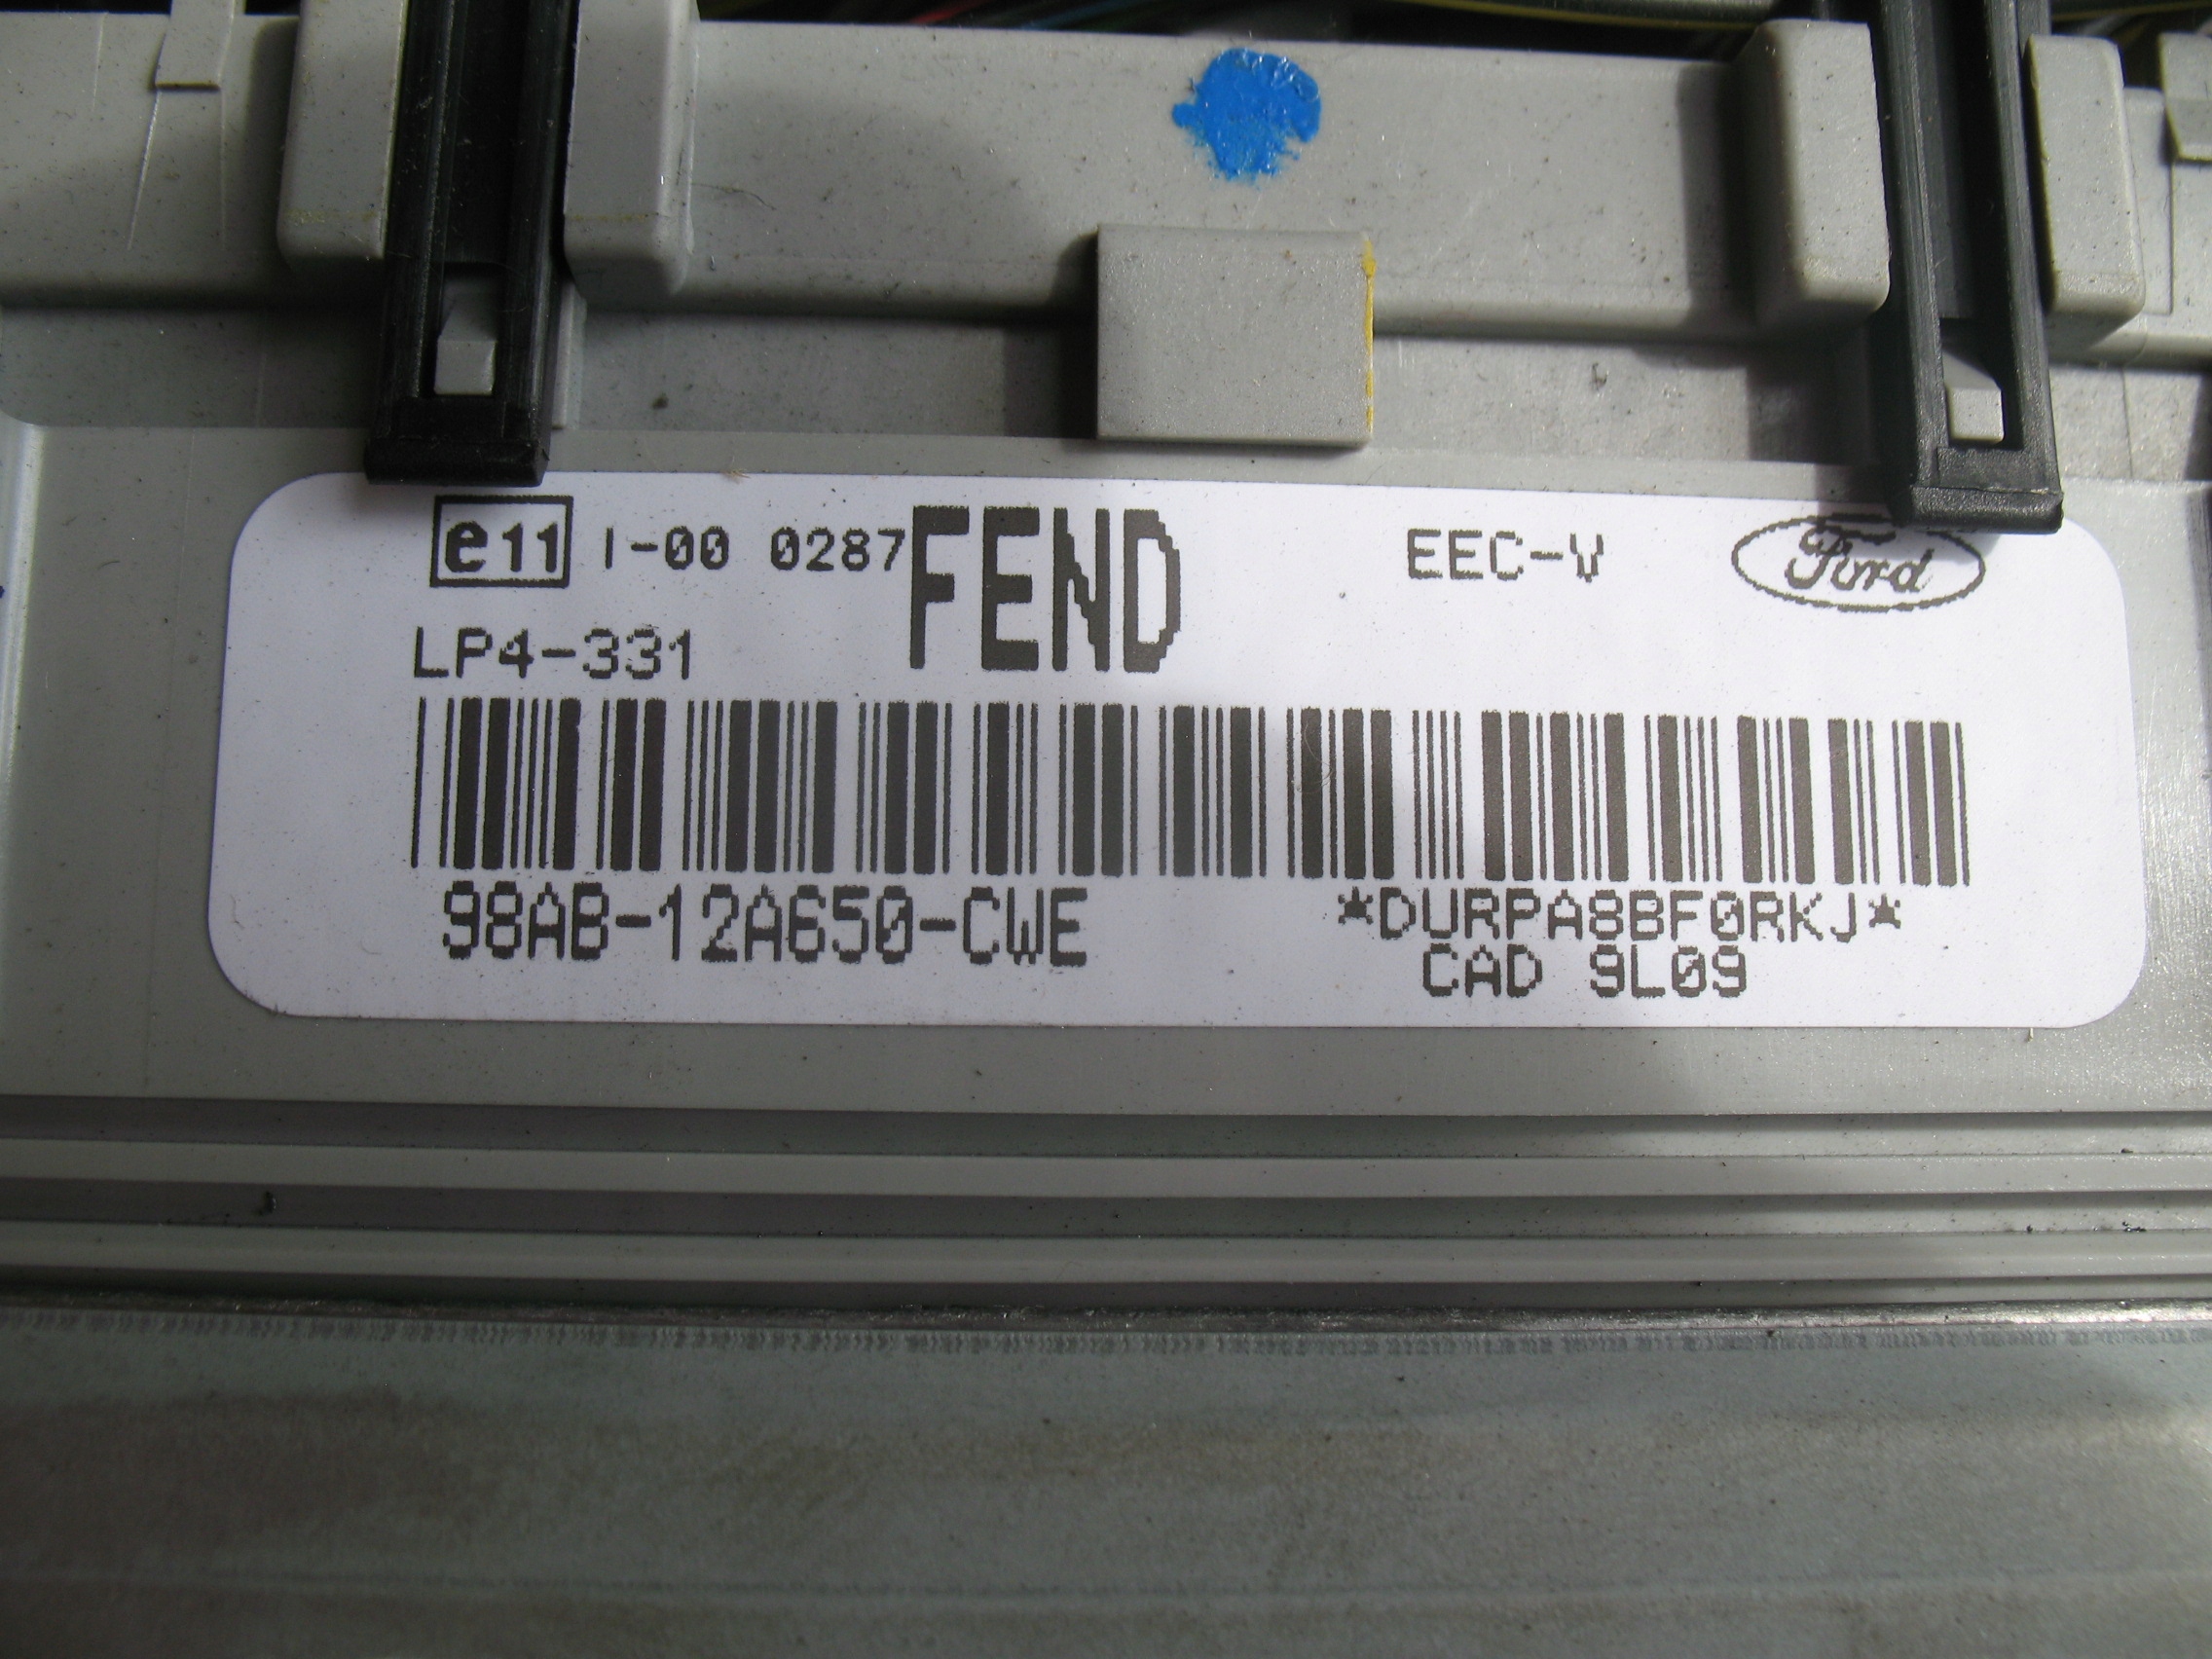 e11 I-00 0287 FEND EEC-V Ford
LP4-331
98AB-12A650-CWE *DURPA8BF0RKJ*
CAD 9L09